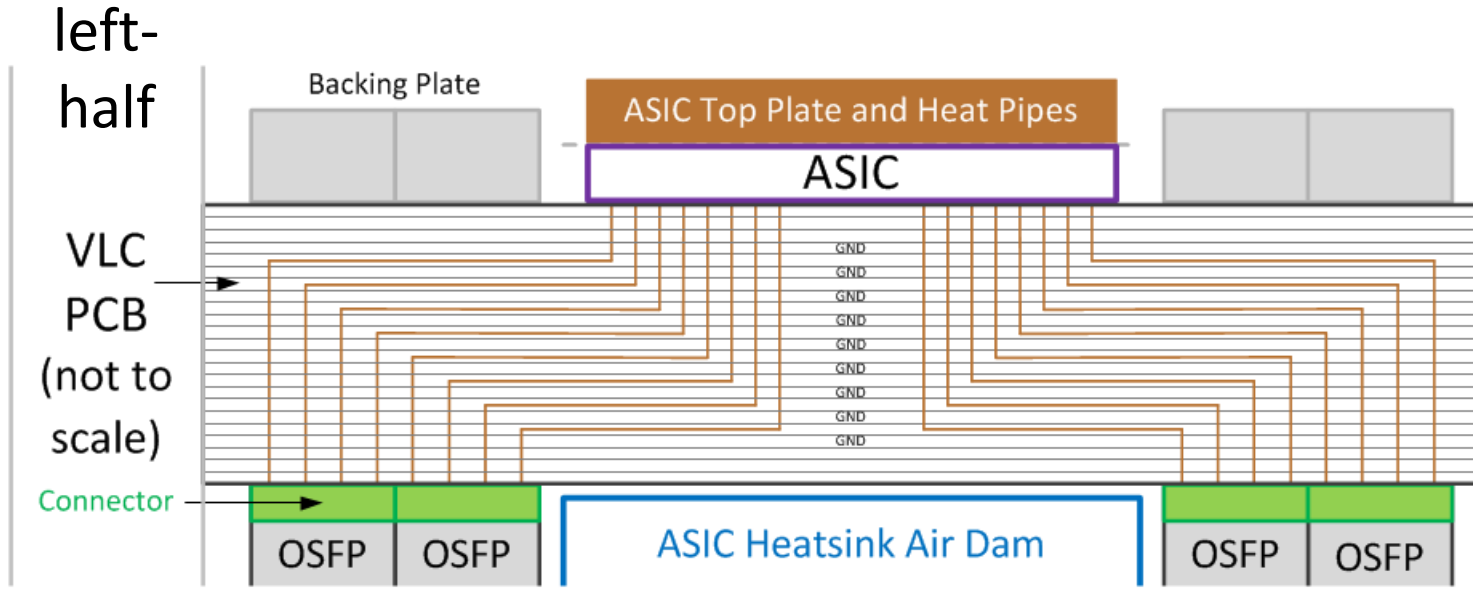 left-
half
Backing Plate
ASIC Top Plate and Heat Pipes
ASIC
VLC
PCB
(not to
scale)
GND
GND
GND
GND
GND
GND
GND
GND
GND
Connector
OSFP
OSFP
ASIC Heatsink Air Dam
OSFP
OSFP